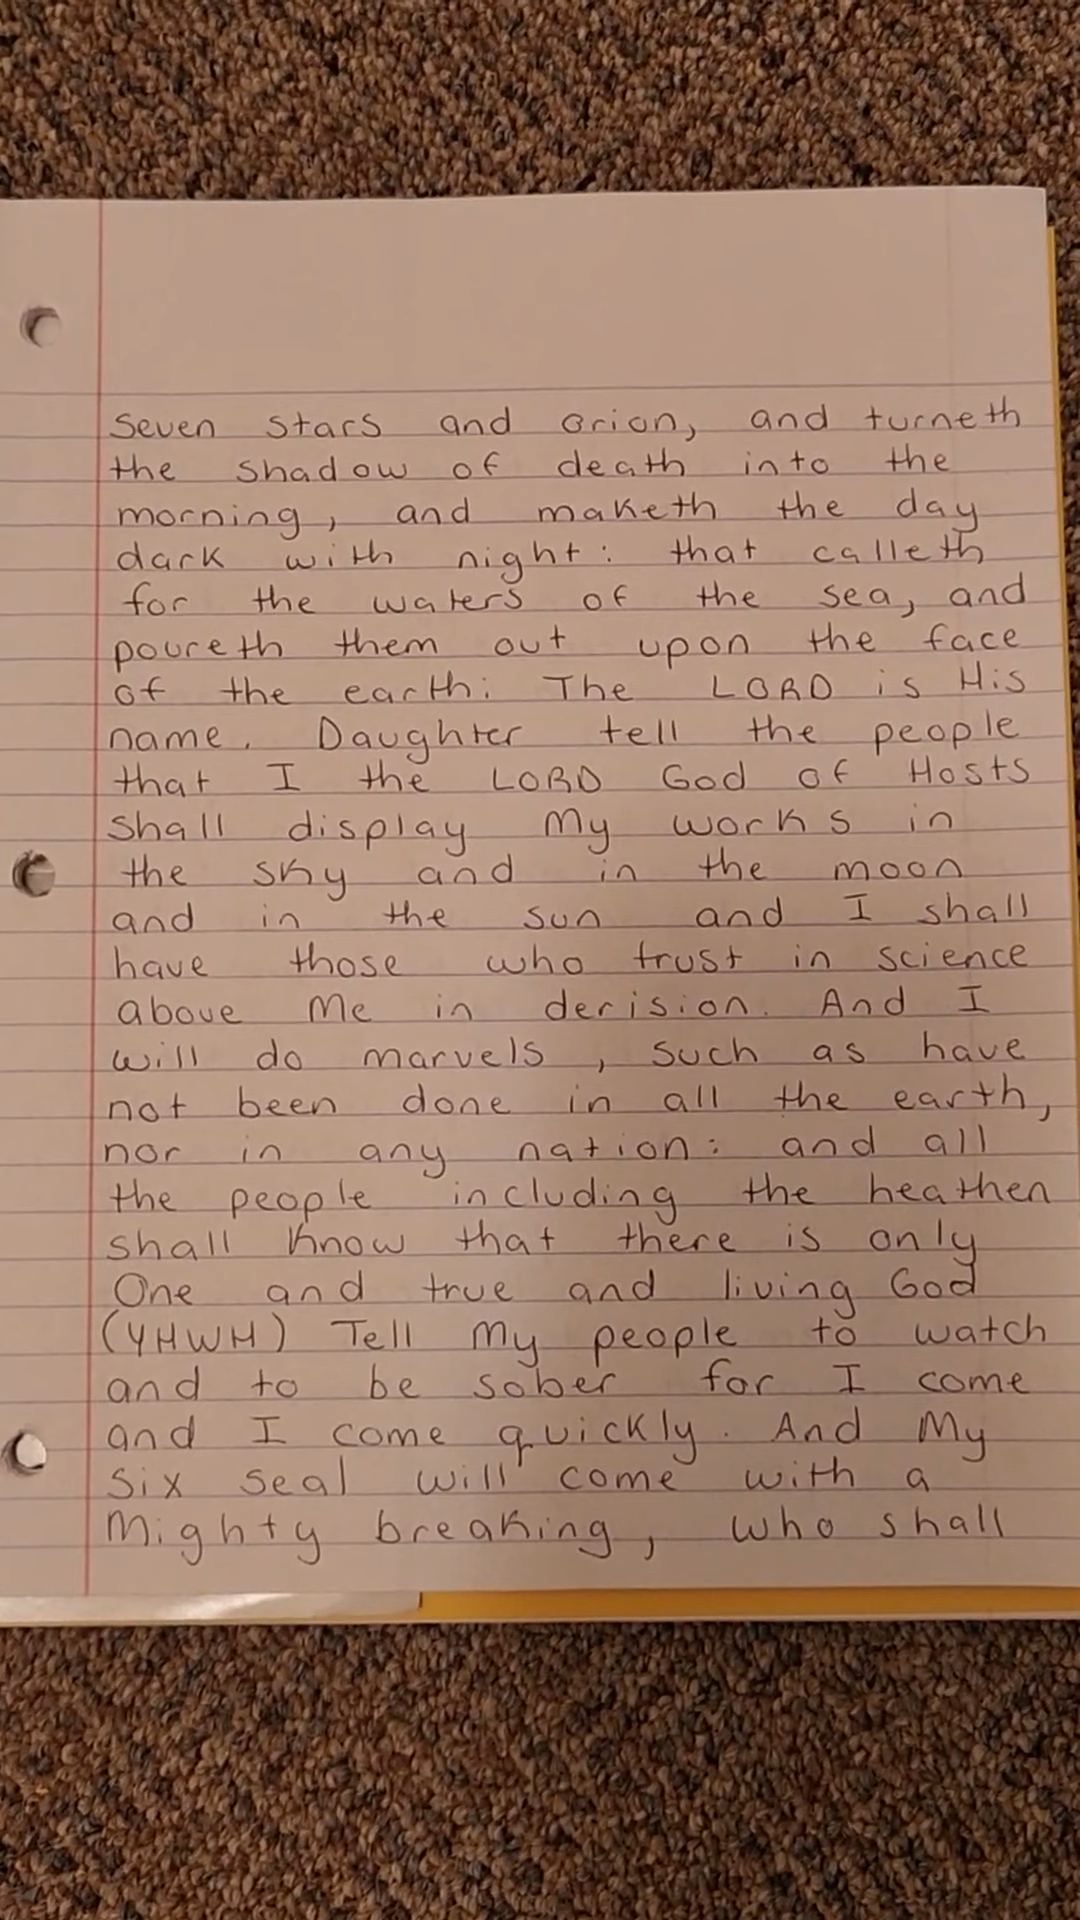 Seven stars and Orion, and turneth
the shadow of death into the
morning, and maketh the day
dark with night: that calleth
for the waters of the sea, and
poureth them out upon the face
of the earth: The LORD is His
name. Daughter tell the people
that I the LORD God of Hosts
shall display My works in
the sky and in the moon
and in the sun and I shall
have those who trust in science
above Me in derision. And I
will do marvels, such as have
not been done in all the earth,
nor in any nation: and all
the people including the heathen
shall know that there is only
One and true and living God
(YHWH) Tell My people to watch
and to be sober for I come
and I come quickly. And My
six seal will come with a
Mighty breaking, who shall